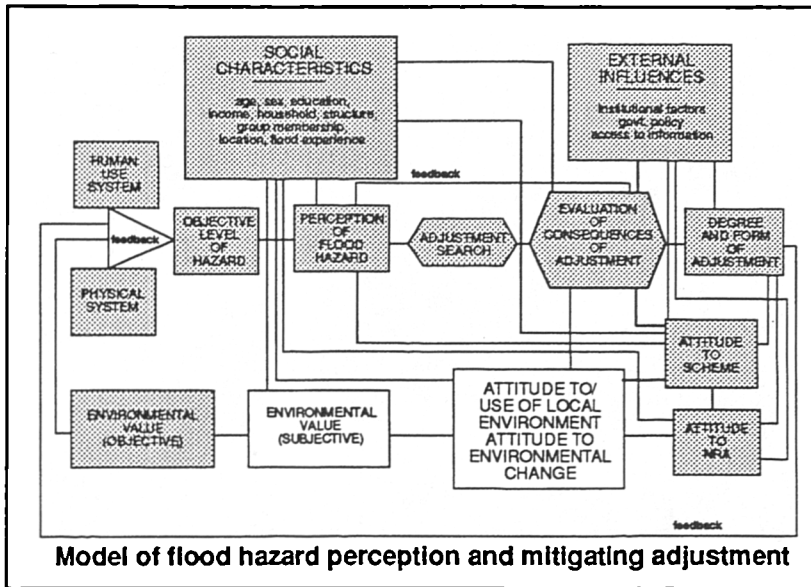 SOCIAL
CHARACTERISTICS
age, sex, education,
income, household, structure,
group membership,
location, flood experience
EXTERNAL
INFLUENCES
institutional factors
govt. policy
access to information
feedback
HUMAN
USE SYSTEM
feedback
PHYSICAL
SYSTEM
OBJECTIVE
LEVEL
OF
HAZARD
PERCEPTION
OF
FLOOD
HAZARD
ADJUSTMENT
SEARCH
EVALUATION
OF
CONSEQUENCES
OF
ADJUSTMENT
DEGREE
AND FORM
OF
ADJUSTMENT
ATTITUDE
TO
SCHEME
ENVIRONMENTAL
VALUE
(OBJECTIVE)
ENVIRONMENTAL
VALUE
(SUBJECTIVE)
ATTITUDE TO/
USE OF LOCAL
ENVIRONMENT
ATTITUDE TO
ENVIRONMENTAL
CHANGE
ATTITUDE
TO
NRA
feedback
Model of flood hazard perception and mitigating adjustment